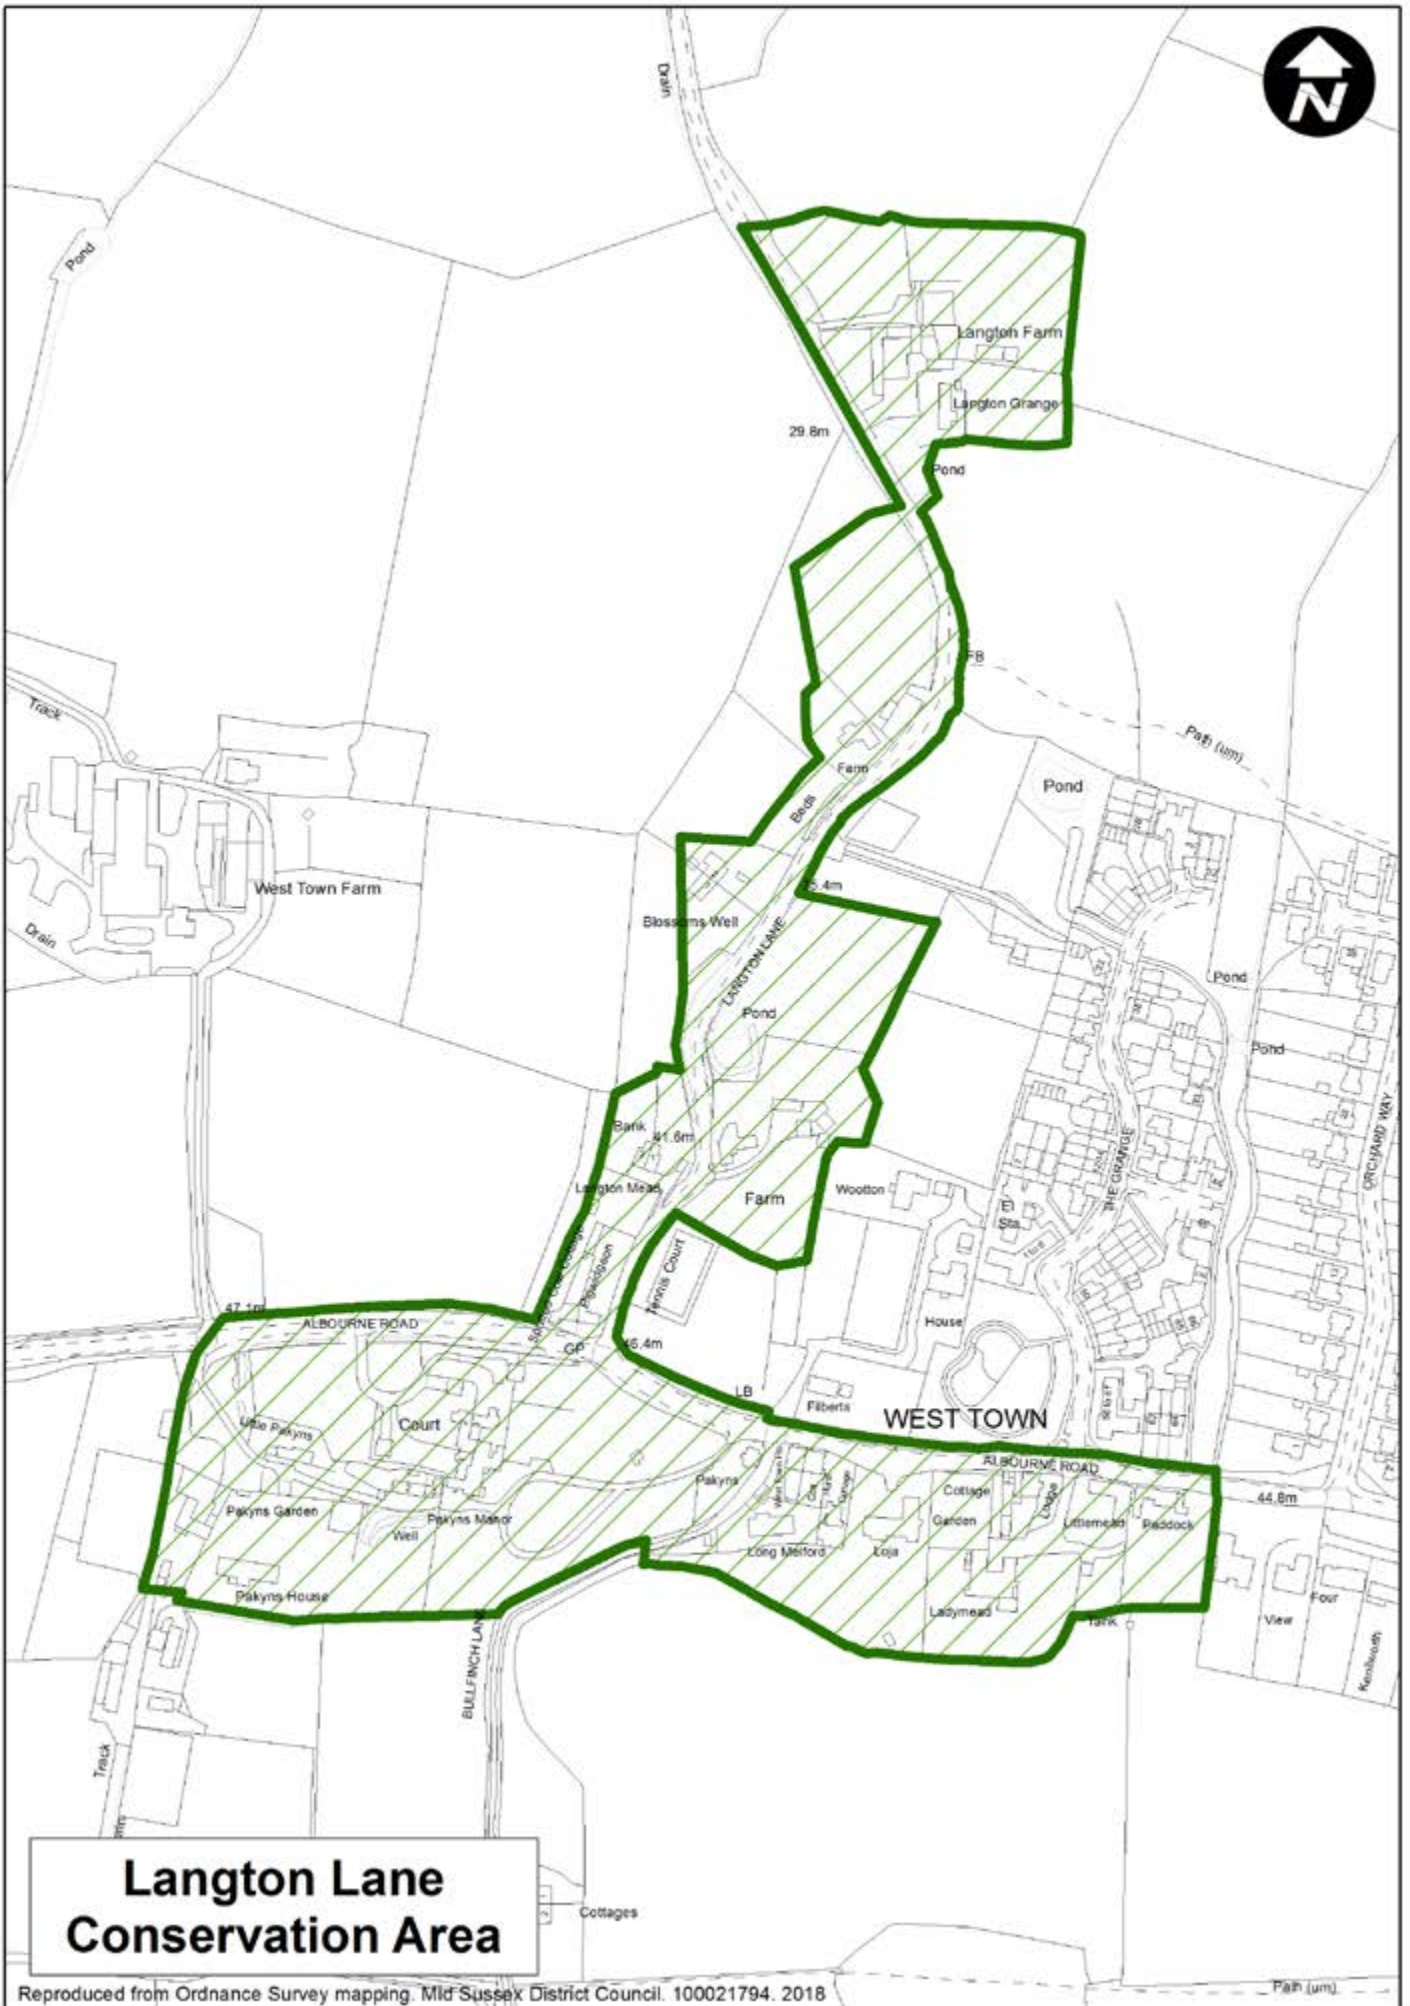 N
Drain
Pond
Langton Farm
Langton Grange
29.8m
Pond
FB
Track
Path (um)
Farm
Pond
Beds
West Town Farm
Blossoms Well
Drain
LANGTON LANE
Pond
Pond
Pond
ORCHARD WAY
Bank
41.6m
THE GRANGE
Langton Mead
Farm
Wootton
El
Sta
Tennis Court
47.1m
ALBOURNE ROAD
House
GP
46.4m
LB
Filberts
WEST TOWN
Little Pakyns
Court
ALBOURNE ROAD
Pakyns
Cottage
Lodge
44.8m
Pakyns Garden
Pakyns Manor
Garden
Littlemead
Paddock
Well
Long Melford
Loja
Pakyns House
Ladymead
Tank
View
Four
Kenilworth
BULLFINCH LANE
Track
Langton Lane
Conservation Area
Cottages
Path (um)
Reproduced from Ordnance Survey mapping. Mid Sussex District Council. 100021794. 2018